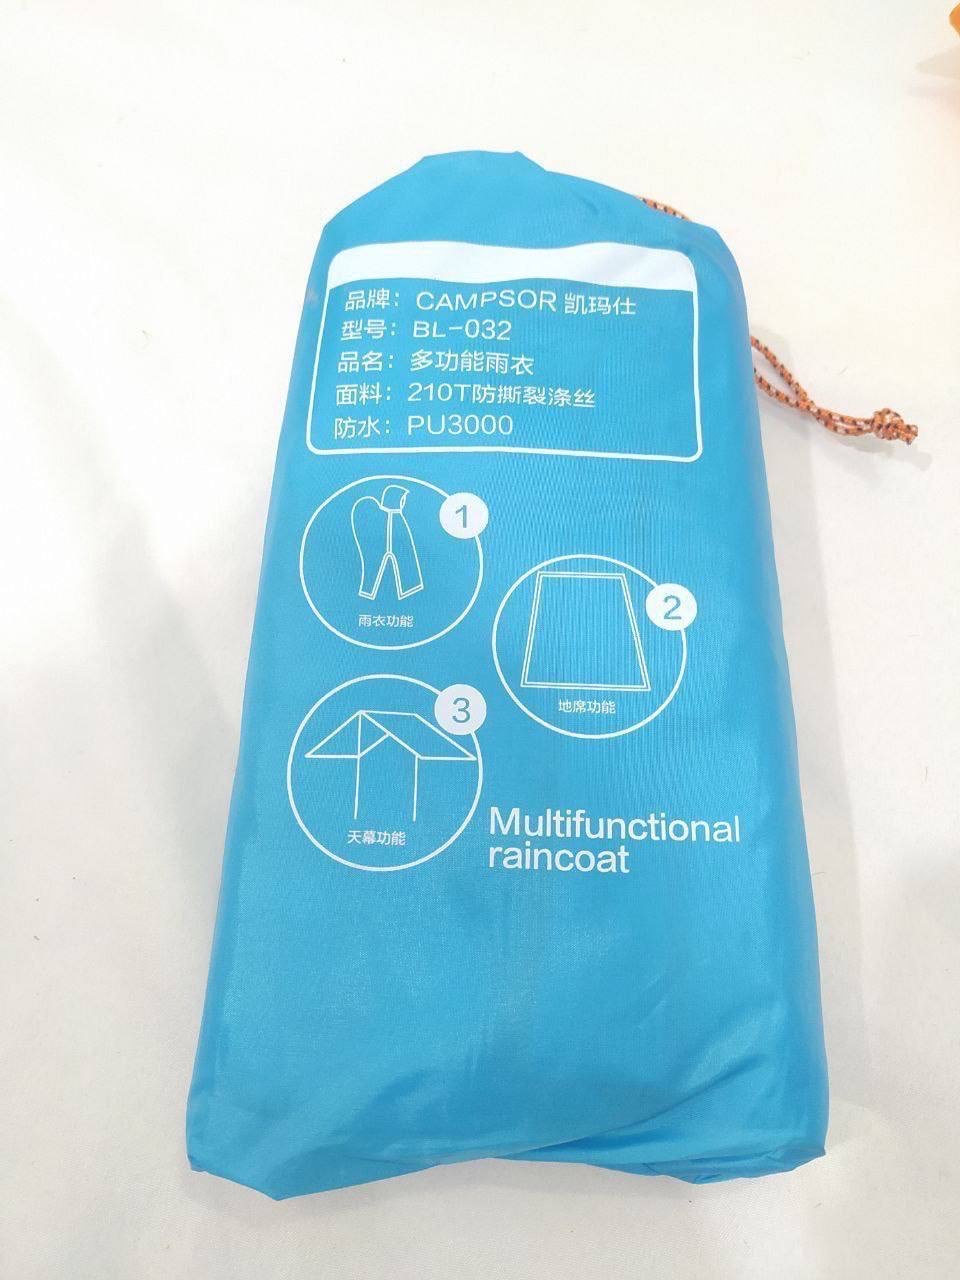 品牌：CAMPSOR 凯玛仕
型号：BL-032
品名：多功能雨衣
面料：210T防撕裂涤丝
防水：PU3000
1
雨衣功能
2
地席功能
3
天幕功能
Multifunctional
raincoat